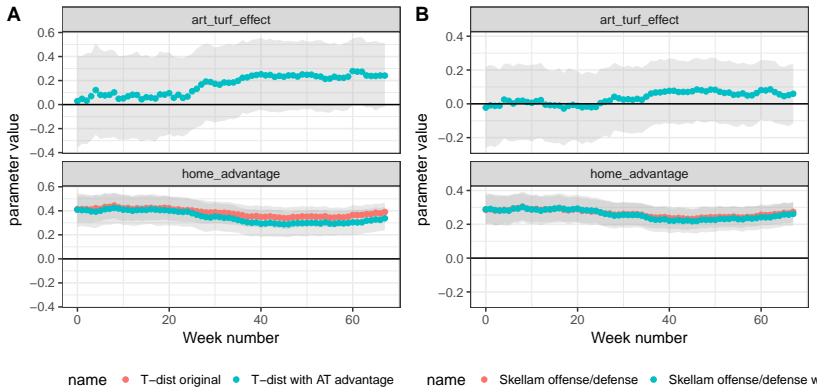 A
art_turf_effect
0.6
0.4
0.2
0.0
−0.2
−0.4
home_advantage
0.6
0.4
0.2
0.0
−0.2
−0.4
0 20 40 60
Week number
parameter value
name T−dist original T−dist with AT advantage
B
art_turf_effect
0.4
0.2
0.0
−0.2
home_advantage
0.4
0.2
0.0
−0.2
0 20 40 60
Week number
parameter value
name Skellam offense/defense Skellam offense/defense